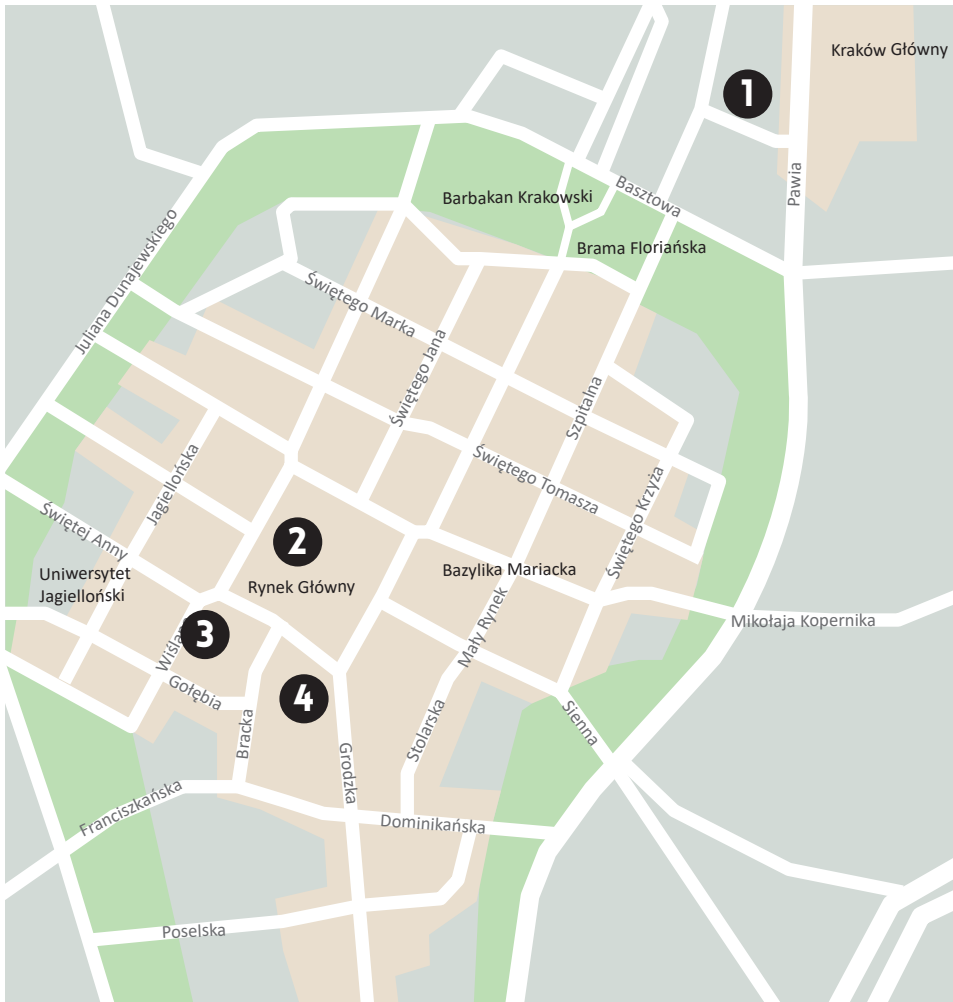 Kraków Główny
1
Pawia
Basztowa
Barbakan Krakowski
Brama Floriańska
Juliana Dunajewskiego
Świętego Marka
Świętego Jana
Szpitalna
Jagiellońska
Świętego Tomasza
Świętego Krzyża
Świętej Anny
2
Rynek Główny
Bazylika Mariacka
Uniwersytet
Jagielloński
Mały Rynek
Mikołaja Kopernika
3
Gołębia
4
Bracka
Grodzka
Stolarska
Sienna
Franciszkańska
Dominikańska
Poselska